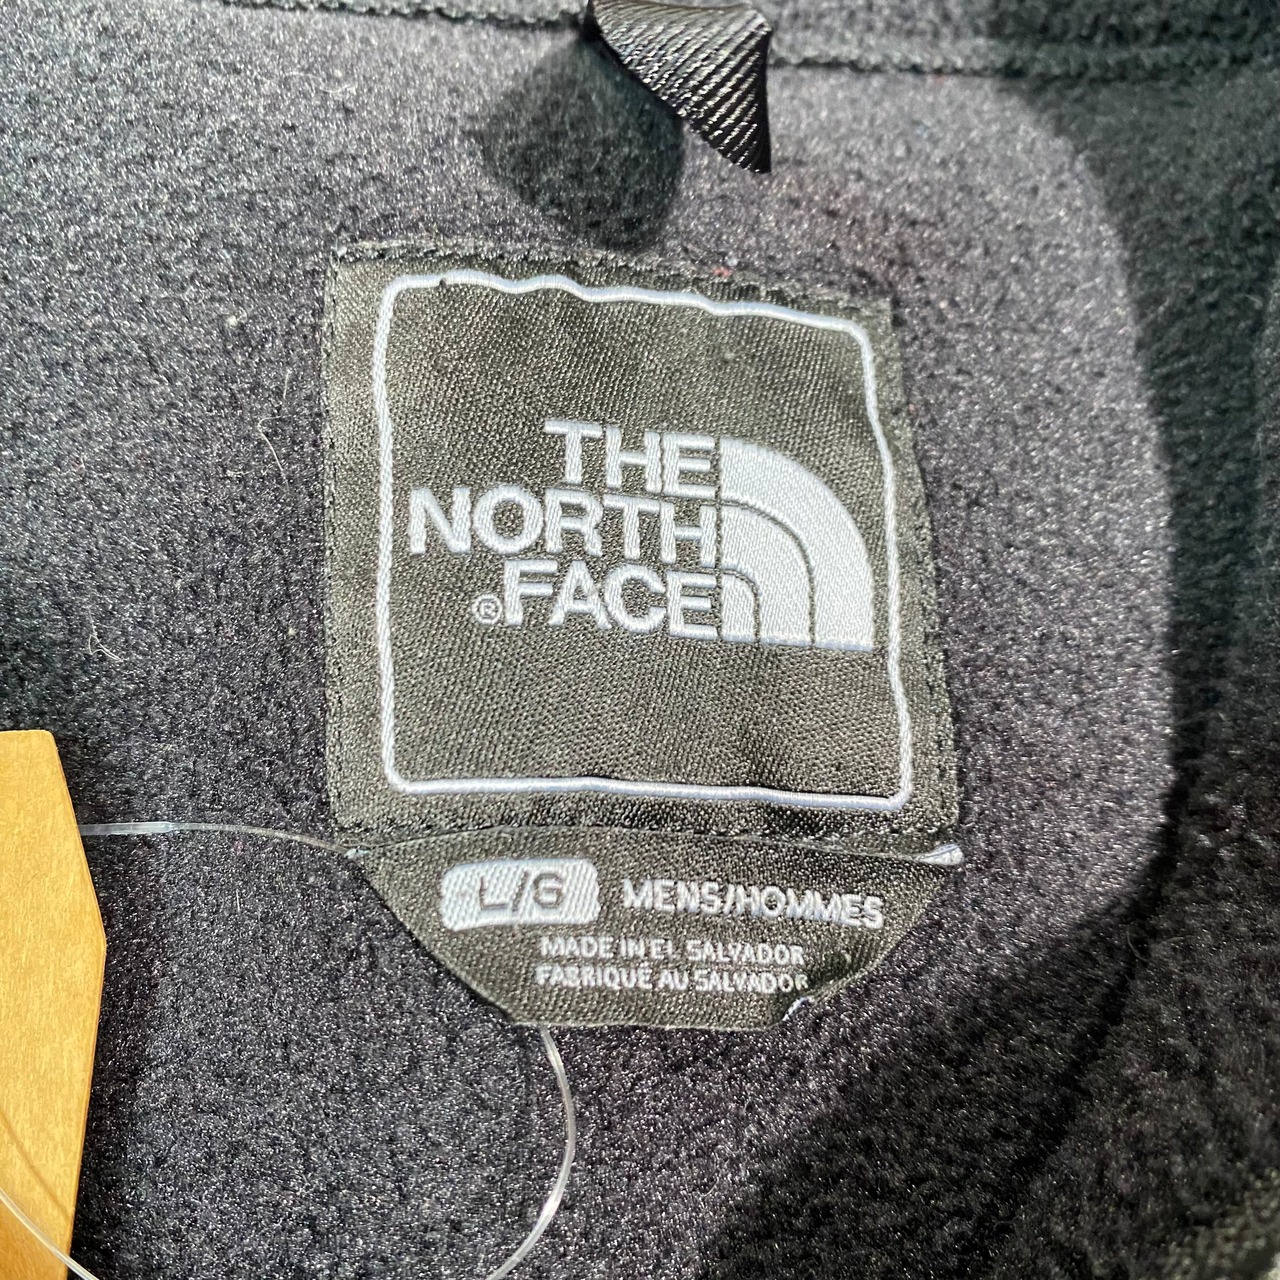 THE
NORTH
®FACE
L/G MENS/HOMMES
MADE IN EL SALVADOR
FABRIQUÉ AU SALVADOR